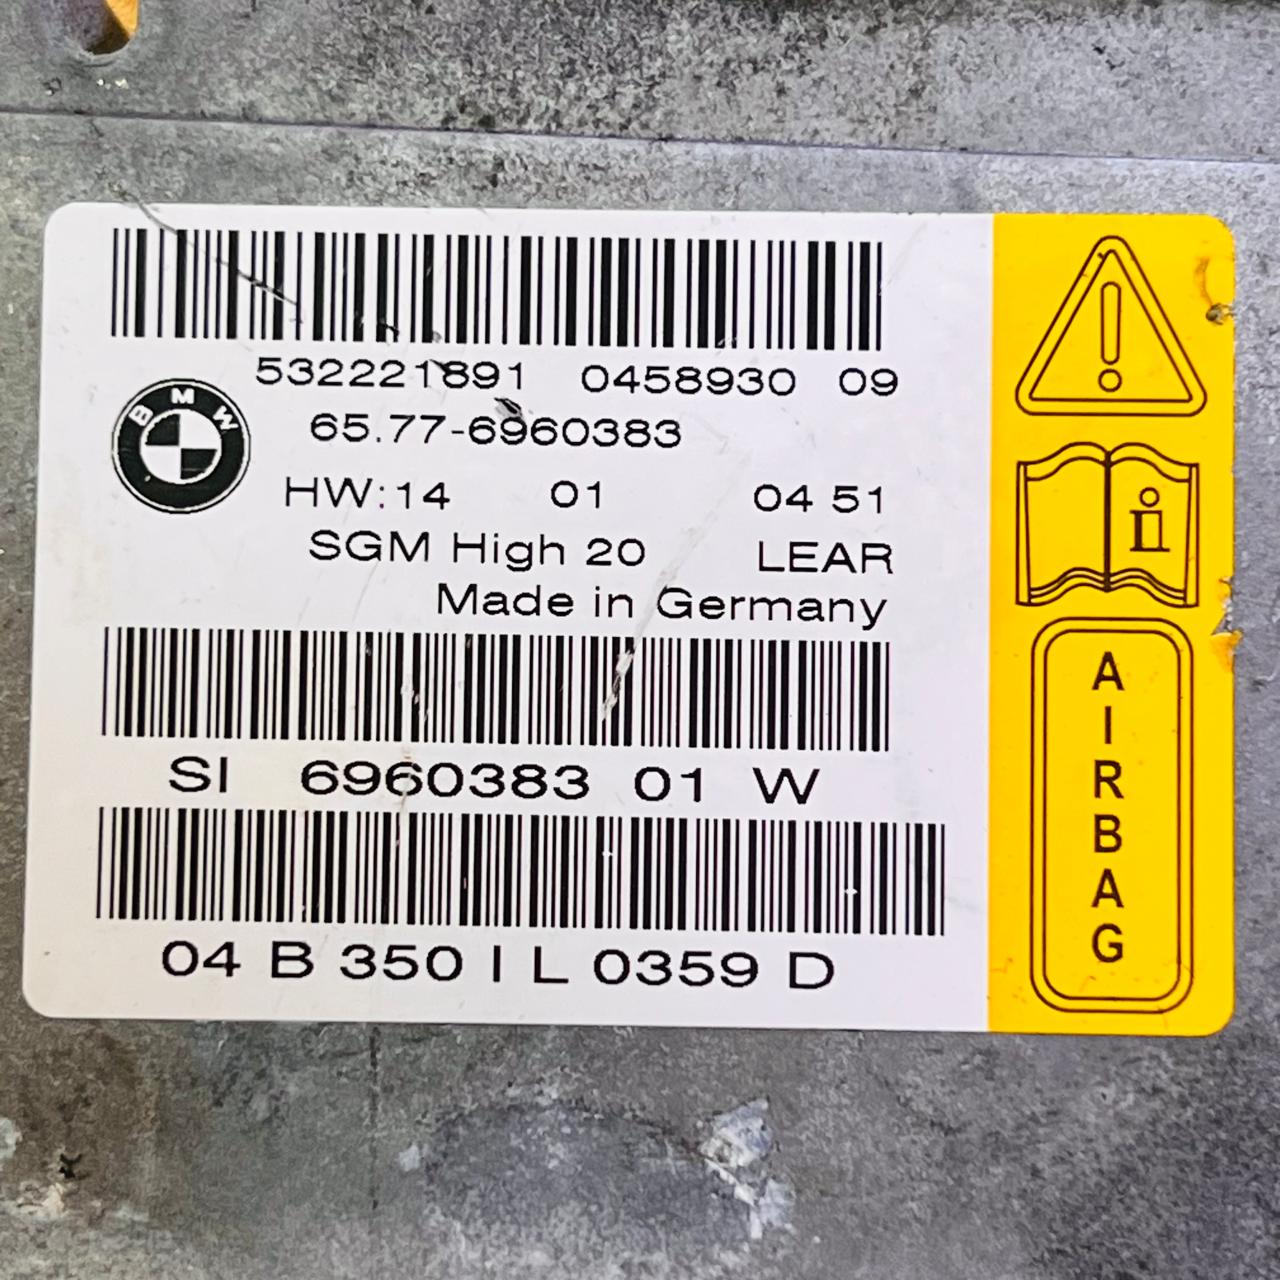 532221891 0458930 09
BMW
65.77-6960383
HW:14 01 04 51
SGM High 20 LEAR
Made in Germany
SI 6960383 01 W
04 B 350 I L 0359 D
i
AIRBAG